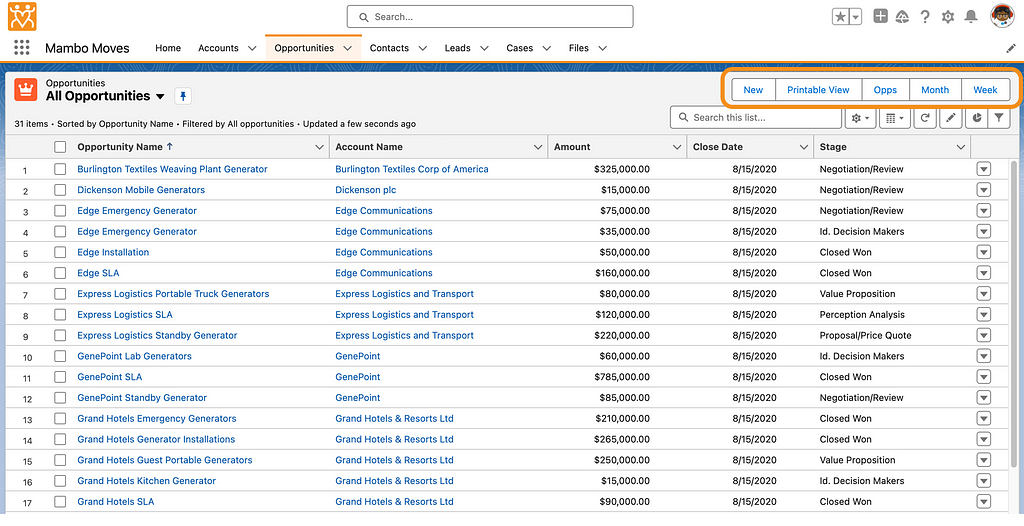 Search...
Mambo Moves Home Accounts Opportunities Contacts Leads Cases Files
Opportunities
All Opportunities
New Printable View Opps Month Week
31 items • Sorted by Opportunity Name • Filtered by All opportunities • Updated a few seconds ago
Search this list...
Opportunity Name ↑ Account Name Amount Close Date Stage
1 Burlington Textiles Weaving Plant Generator Burlington Textiles Corp of America $325,000.00 8/15/2020 Negotiation/Review
2 Dickenson Mobile Generators Dickenson plc $15,000.00 8/15/2020 Negotiation/Review
3 Edge Emergency Generator Edge Communications $75,000.00 8/15/2020 Negotiation/Review
4 Edge Emergency Generator Edge Communications $35,000.00 8/15/2020 Id. Decision Makers
5 Edge Installation Edge Communications $50,000.00 8/15/2020 Closed Won
6 Edge SLA Edge Communications $160,000.00 8/15/2020 Closed Won
7 Express Logistics Portable Truck Generators Express Logistics and Transport $80,000.00 8/15/2020 Value Proposition
8 Express Logistics SLA Express Logistics and Transport $120,000.00 8/15/2020 Perception Analysis
9 Express Logistics Standby Generator Express Logistics and Transport $220,000.00 8/15/2020 Proposal/Price Quote
10 GenePoint Lab Generators GenePoint $60,000.00 8/15/2020 Id. Decision Makers
11 GenePoint SLA GenePoint $785,000.00 8/15/2020 Closed Won
12 GenePoint Standby Generator GenePoint $85,000.00 8/15/2020 Negotiation/Review
13 Grand Hotels Emergency Generators Grand Hotels & Resorts Ltd $210,000.00 8/15/2020 Closed Won
14 Grand Hotels Generator Installations Grand Hotels & Resorts Ltd $265,000.00 8/15/2020 Closed Won
15 Grand Hotels Guest Portable Generators Grand Hotels & Resorts Ltd $250,000.00 8/15/2020 Value Proposition
16 Grand Hotels Kitchen Generator Grand Hotels & Resorts Ltd $15,000.00 8/15/2020 Id. Decision Makers
17 Grand Hotels SLA Grand Hotels & Resorts Ltd $90,000.00 8/15/2020 Closed Won